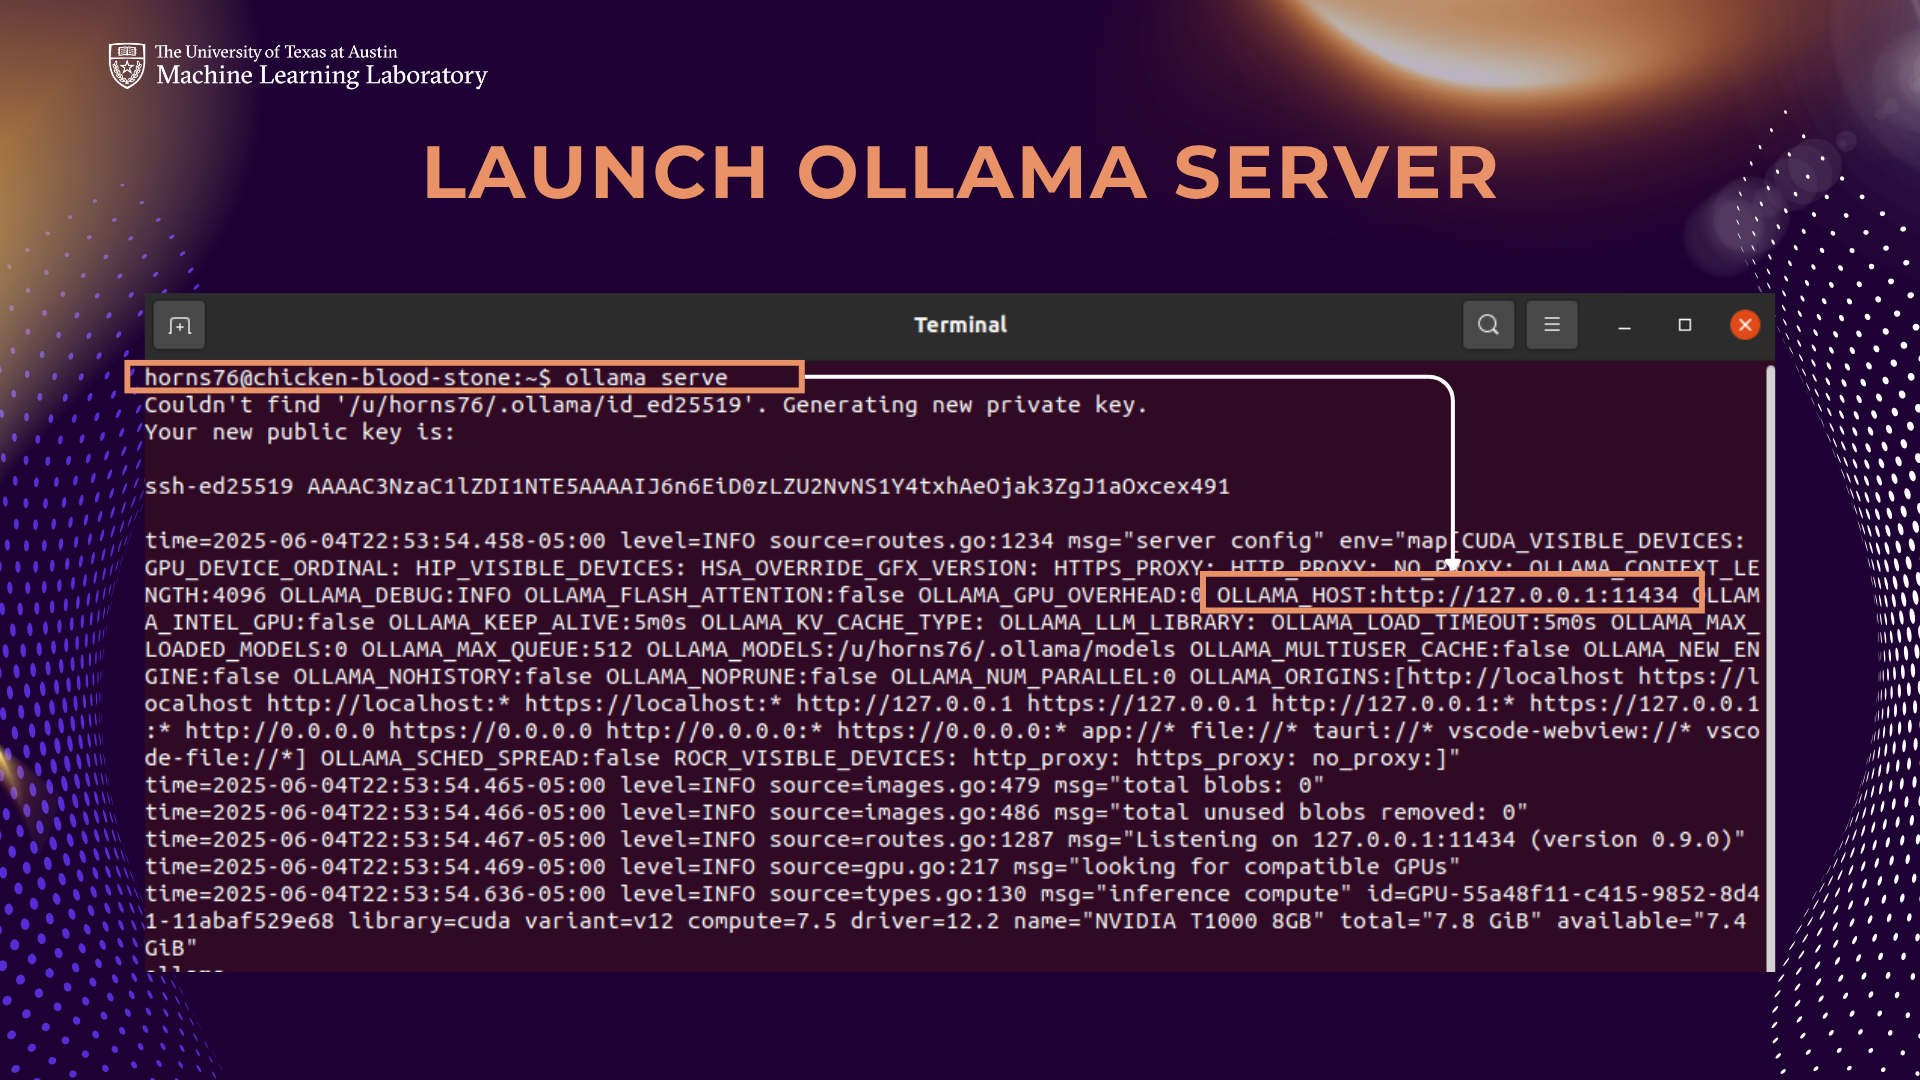 The University of Texas at Austin
Machine Learning Laboratory
LAUNCH OLLAMA SERVER
Terminal
horns76@chicken-blood-stone:~$ ollama serve
Couldn't find '/u/horns76/.ollama/id_ed25519'. Generating new private key.
Your new public key is:
ssh-ed25519 AAAAC3NzaC1lZDI1NTE5AAAAIJ6n6EiD0zLZU2NvNS1Y4txhAeOjak3ZgJ1aOxcex491
time=2025-06-04T22:53:54.458-05:00 level=INFO source=routes.go:1234 msg="server config" env="map[CUDA_VISIBLE_DEVICES:
GPU_DEVICE_ORDINAL: HIP_VISIBLE_DEVICES: HSA_OVERRIDE_GFX_VERSION: HTTPS_PROXY: HTTP_PROXY: NO_PROXY: OLLAMA_CONTEXT_LE
NGTH:4096 OLLAMA_DEBUG:INFO OLLAMA_FLASH_ATTENTION:false OLLAMA_GPU_OVERHEAD:0 OLLAMA_HOST:http://127.0.0.1:11434 OLLAM
A_INTEL_GPU:false OLLAMA_KEEP_ALIVE:5m0s OLLAMA_KV_CACHE_TYPE: OLLAMA_LLM_LIBRARY: OLLAMA_LOAD_TIMEOUT:5m0s OLLAMA_MAX_
LOADED_MODELS:0 OLLAMA_MAX_QUEUE:512 OLLAMA_MODELS:/u/horns76/.ollama/models OLLAMA_MULTIUSER_CACHE:false OLLAMA_NEW_EN
GINE:false OLLAMA_NOHISTORY:false OLLAMA_NOPRUNE:false OLLAMA_NUM_PARALLEL:0 OLLAMA_ORIGINS:[http://localhost https://l
ocalhost http://localhost:* https://localhost:* http://127.0.0.1 https://127.0.0.1 http://127.0.0.1:* https://127.0.0.1
:* http://0.0.0.0 https://0.0.0.0 http://0.0.0.0:* https://0.0.0.0:* app://* file://* tauri://* vscode-webview://* vsco
de-file://*] OLLAMA_SCHED_SPREAD:false ROCR_VISIBLE_DEVICES: http_proxy: https_proxy: no_proxy:]"
time=2025-06-04T22:53:54.465-05:00 level=INFO source=images.go:479 msg="total blobs: 0"
time=2025-06-04T22:53:54.466-05:00 level=INFO source=images.go:486 msg="total unused blobs removed: 0"
time=2025-06-04T22:53:54.467-05:00 level=INFO source=routes.go:1287 msg="Listening on 127.0.0.1:11434 (version 0.9.0)"
time=2025-06-04T22:53:54.469-05:00 level=INFO source=gpu.go:217 msg="looking for compatible GPUs"
time=2025-06-04T22:53:54.636-05:00 level=INFO source=types.go:130 msg="inference compute" id=GPU-55a48f11-c415-9852-8d4
1-11abaf529e68 library=cuda variant=v12 compute=7.5 driver=12.2 name="NVIDIA T1000 8GB" total="7.8 GiB" available="7.4
GiB"